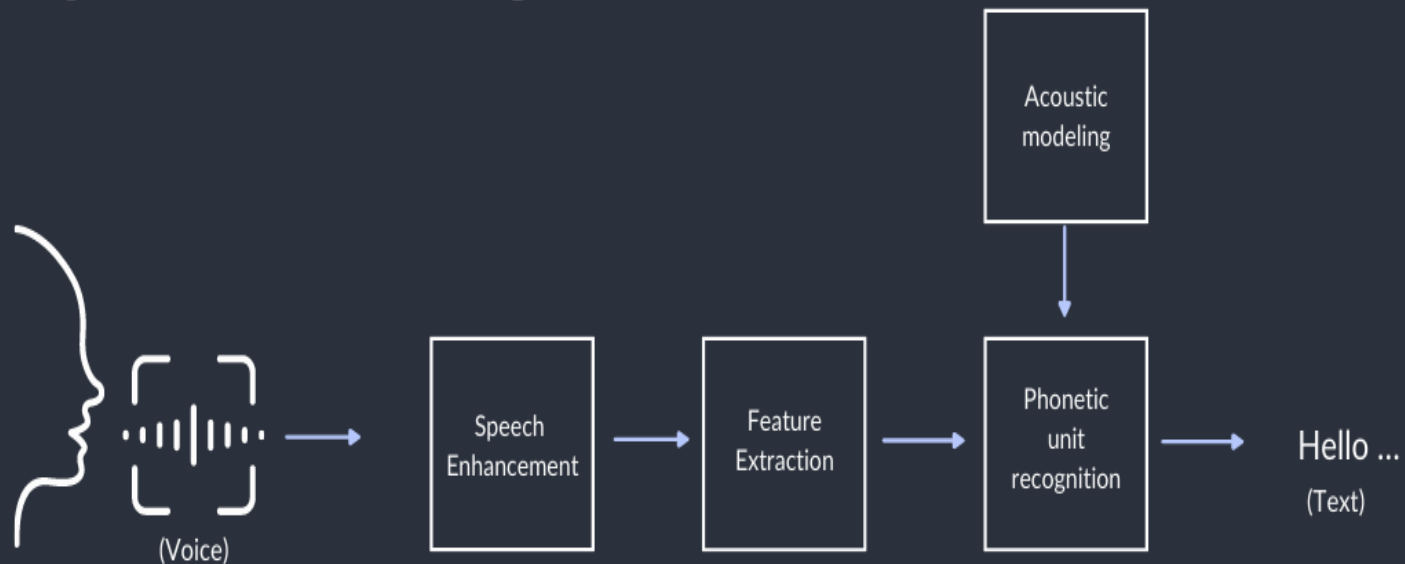 Acoustic
modeling
Speech
Enhancement
Feature
Extraction
Phonetic
unit
recognition
Hello ...
(Text)
(Voice)